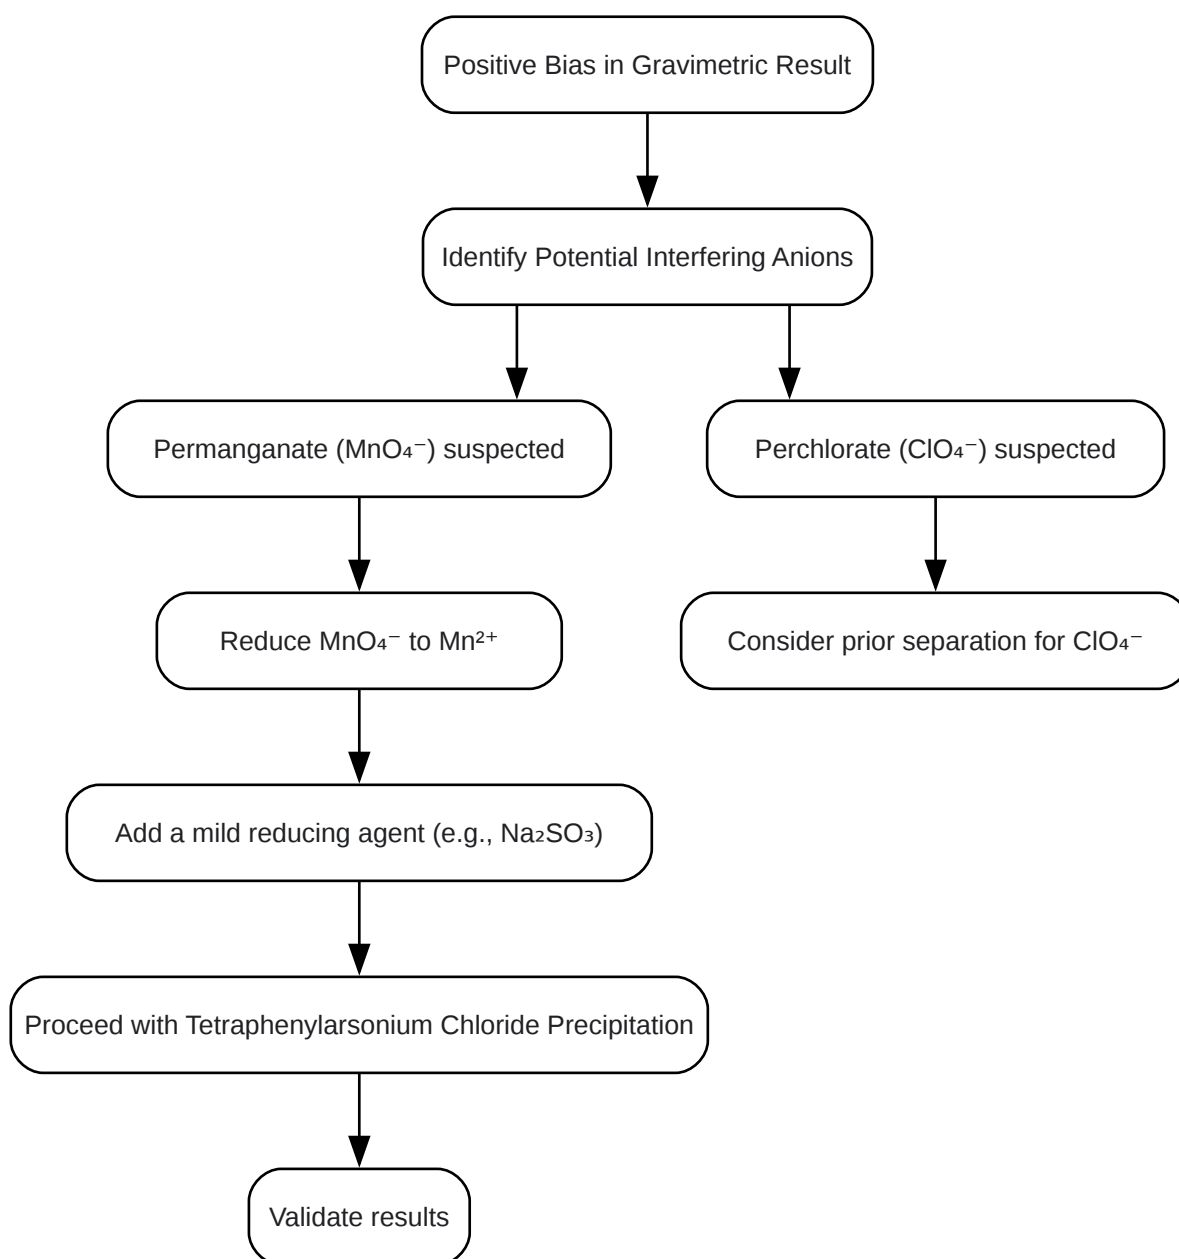 Positive Bias in Gravimetric Result
Identify Potential Interfering Anions
Permanganate (MnO₄⁻) suspected
Perchlorate (ClO₄⁻) suspected
Reduce MnO₄⁻ to Mn²⁺
Consider prior separation for ClO₄⁻
Add a mild reducing agent (e.g., Na₂SO₃)
Proceed with Tetraphenylarsonium Chloride Precipitation
Validate results